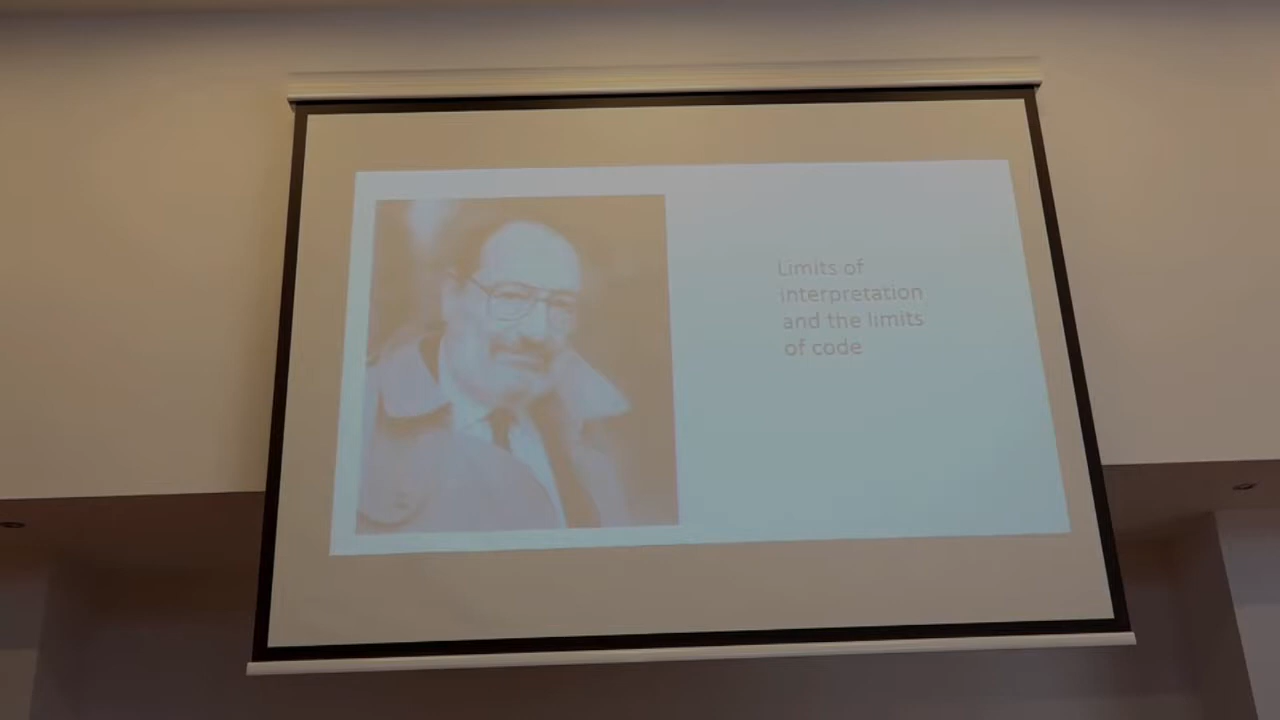 Limits of
interpretation
and the limits
of code